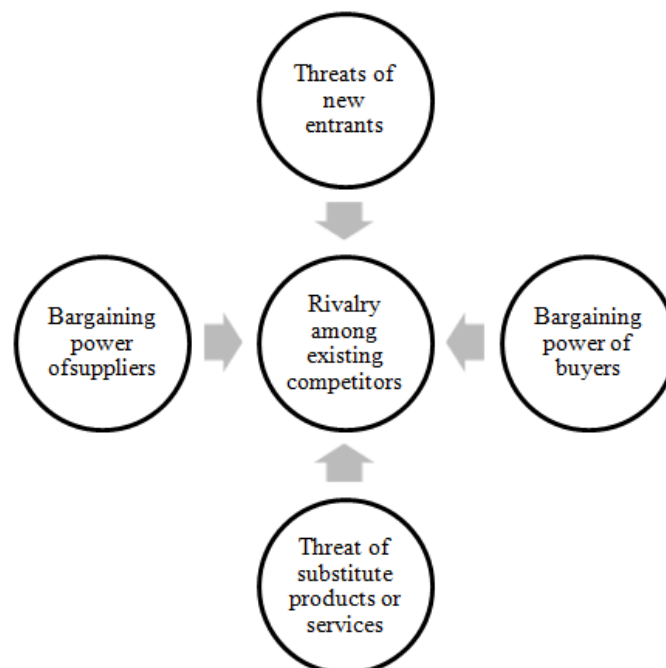 Threats of
new
entrants
Bargaining
power
ofsuppliers
Rivalry
among
existing
competitors
Bargaining
power of
buyers
Threat of
substitute
products or
services